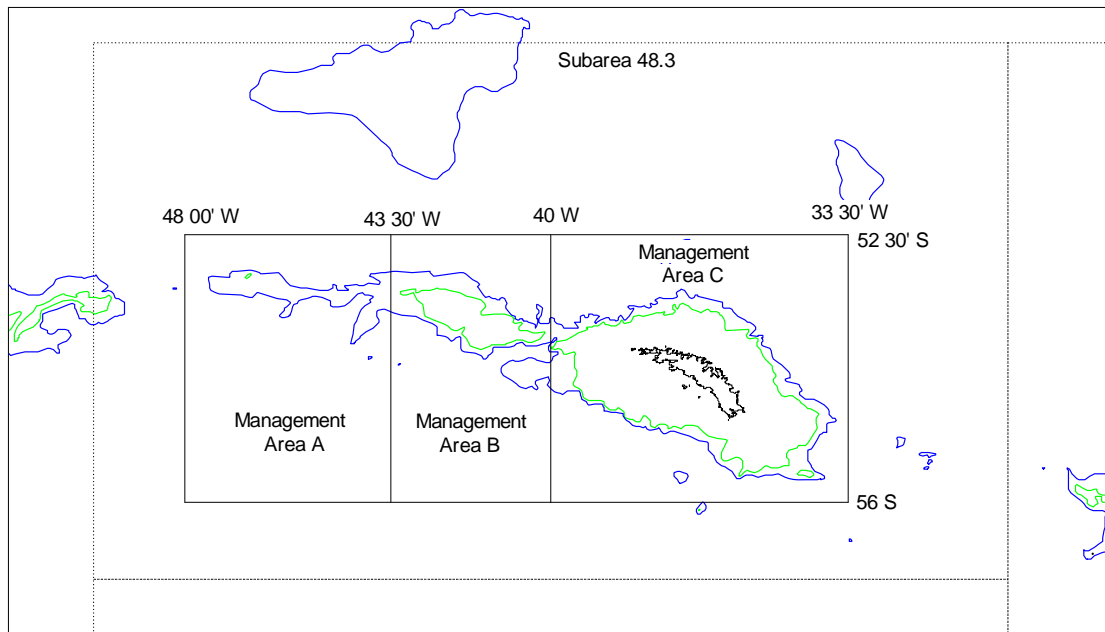 Subarea 48.3
48 00' W
43 30' W
40 W
33 30' W
52 30' S
Management
Area C
Management
Area A
Management
Area B
56 S